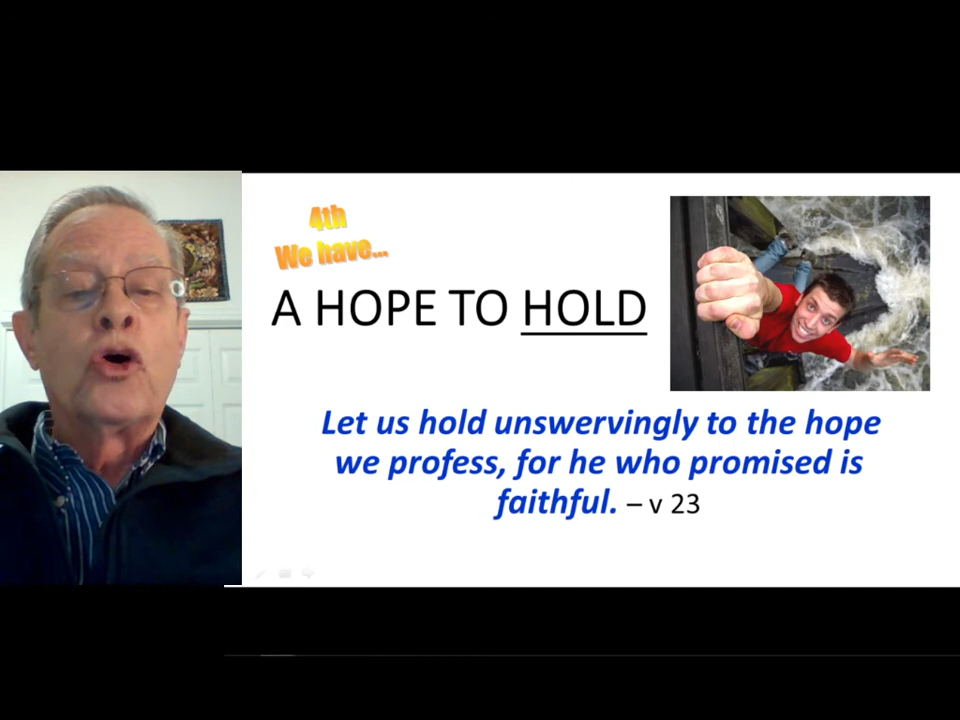 4th
We have...
A HOPE TO HOLD
Let us hold unswervingly to the hope
we profess, for he who promised is
faithful. – v 23